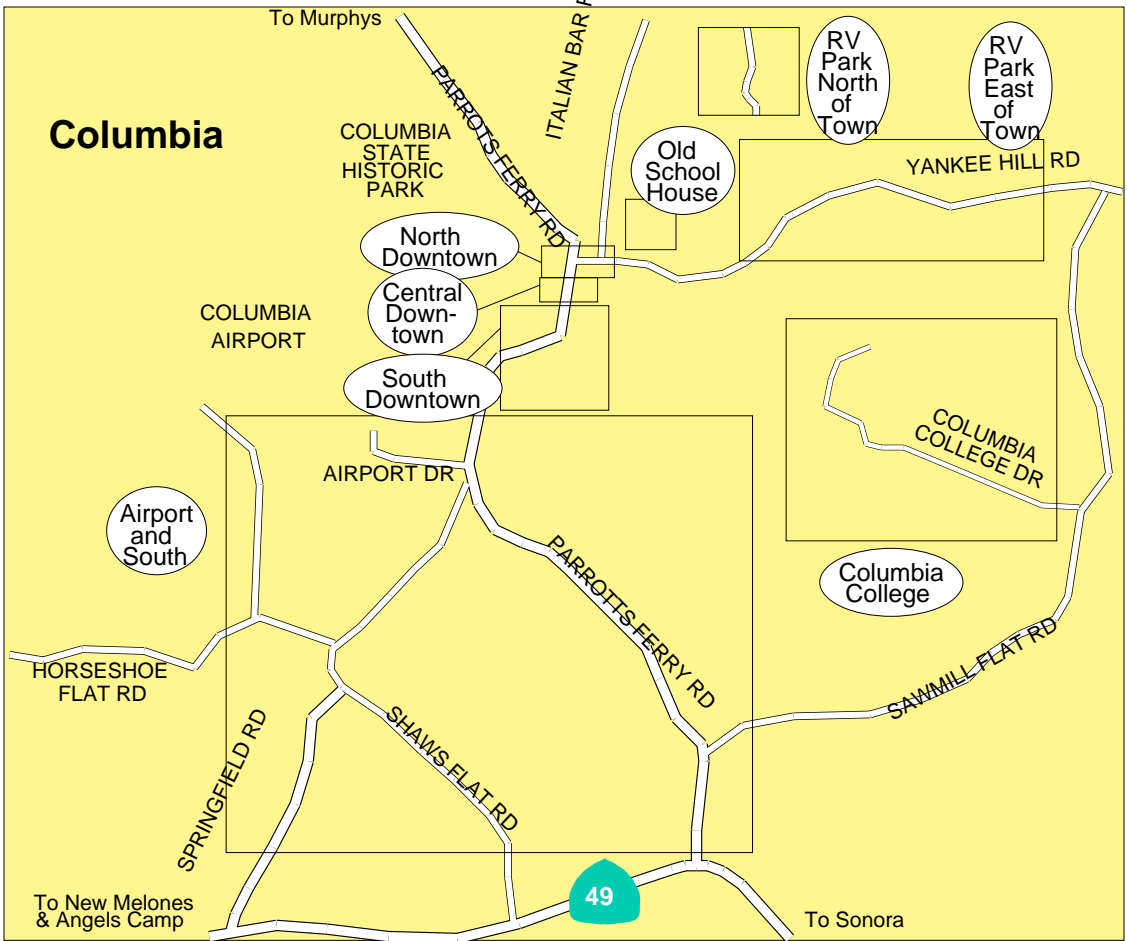 To Murphys
ITALIAN BAR
RV
Park
North
of
Town
RV
Park
East
of
Town
Columbia
PARROTS FERRY RD
COLUMBIA
STATE
HISTORIC
PARK
Old
School
House
YANKEE HILL RD
North
Downtown
Central
Down-
town
COLUMBIA
AIRPORT
South
Downtown
COLUMBIA
COLLEGE DR
AIRPORT DR
Airport
and
South
PARROTTS FERRY RD
Columbia
College
HORSESHOE
FLAT RD
SAWMILL FLAT RD
SPRINGFIELD RD
SHAWS FLAT RD
49
To New Melones
& Angels Camp
To Sonora